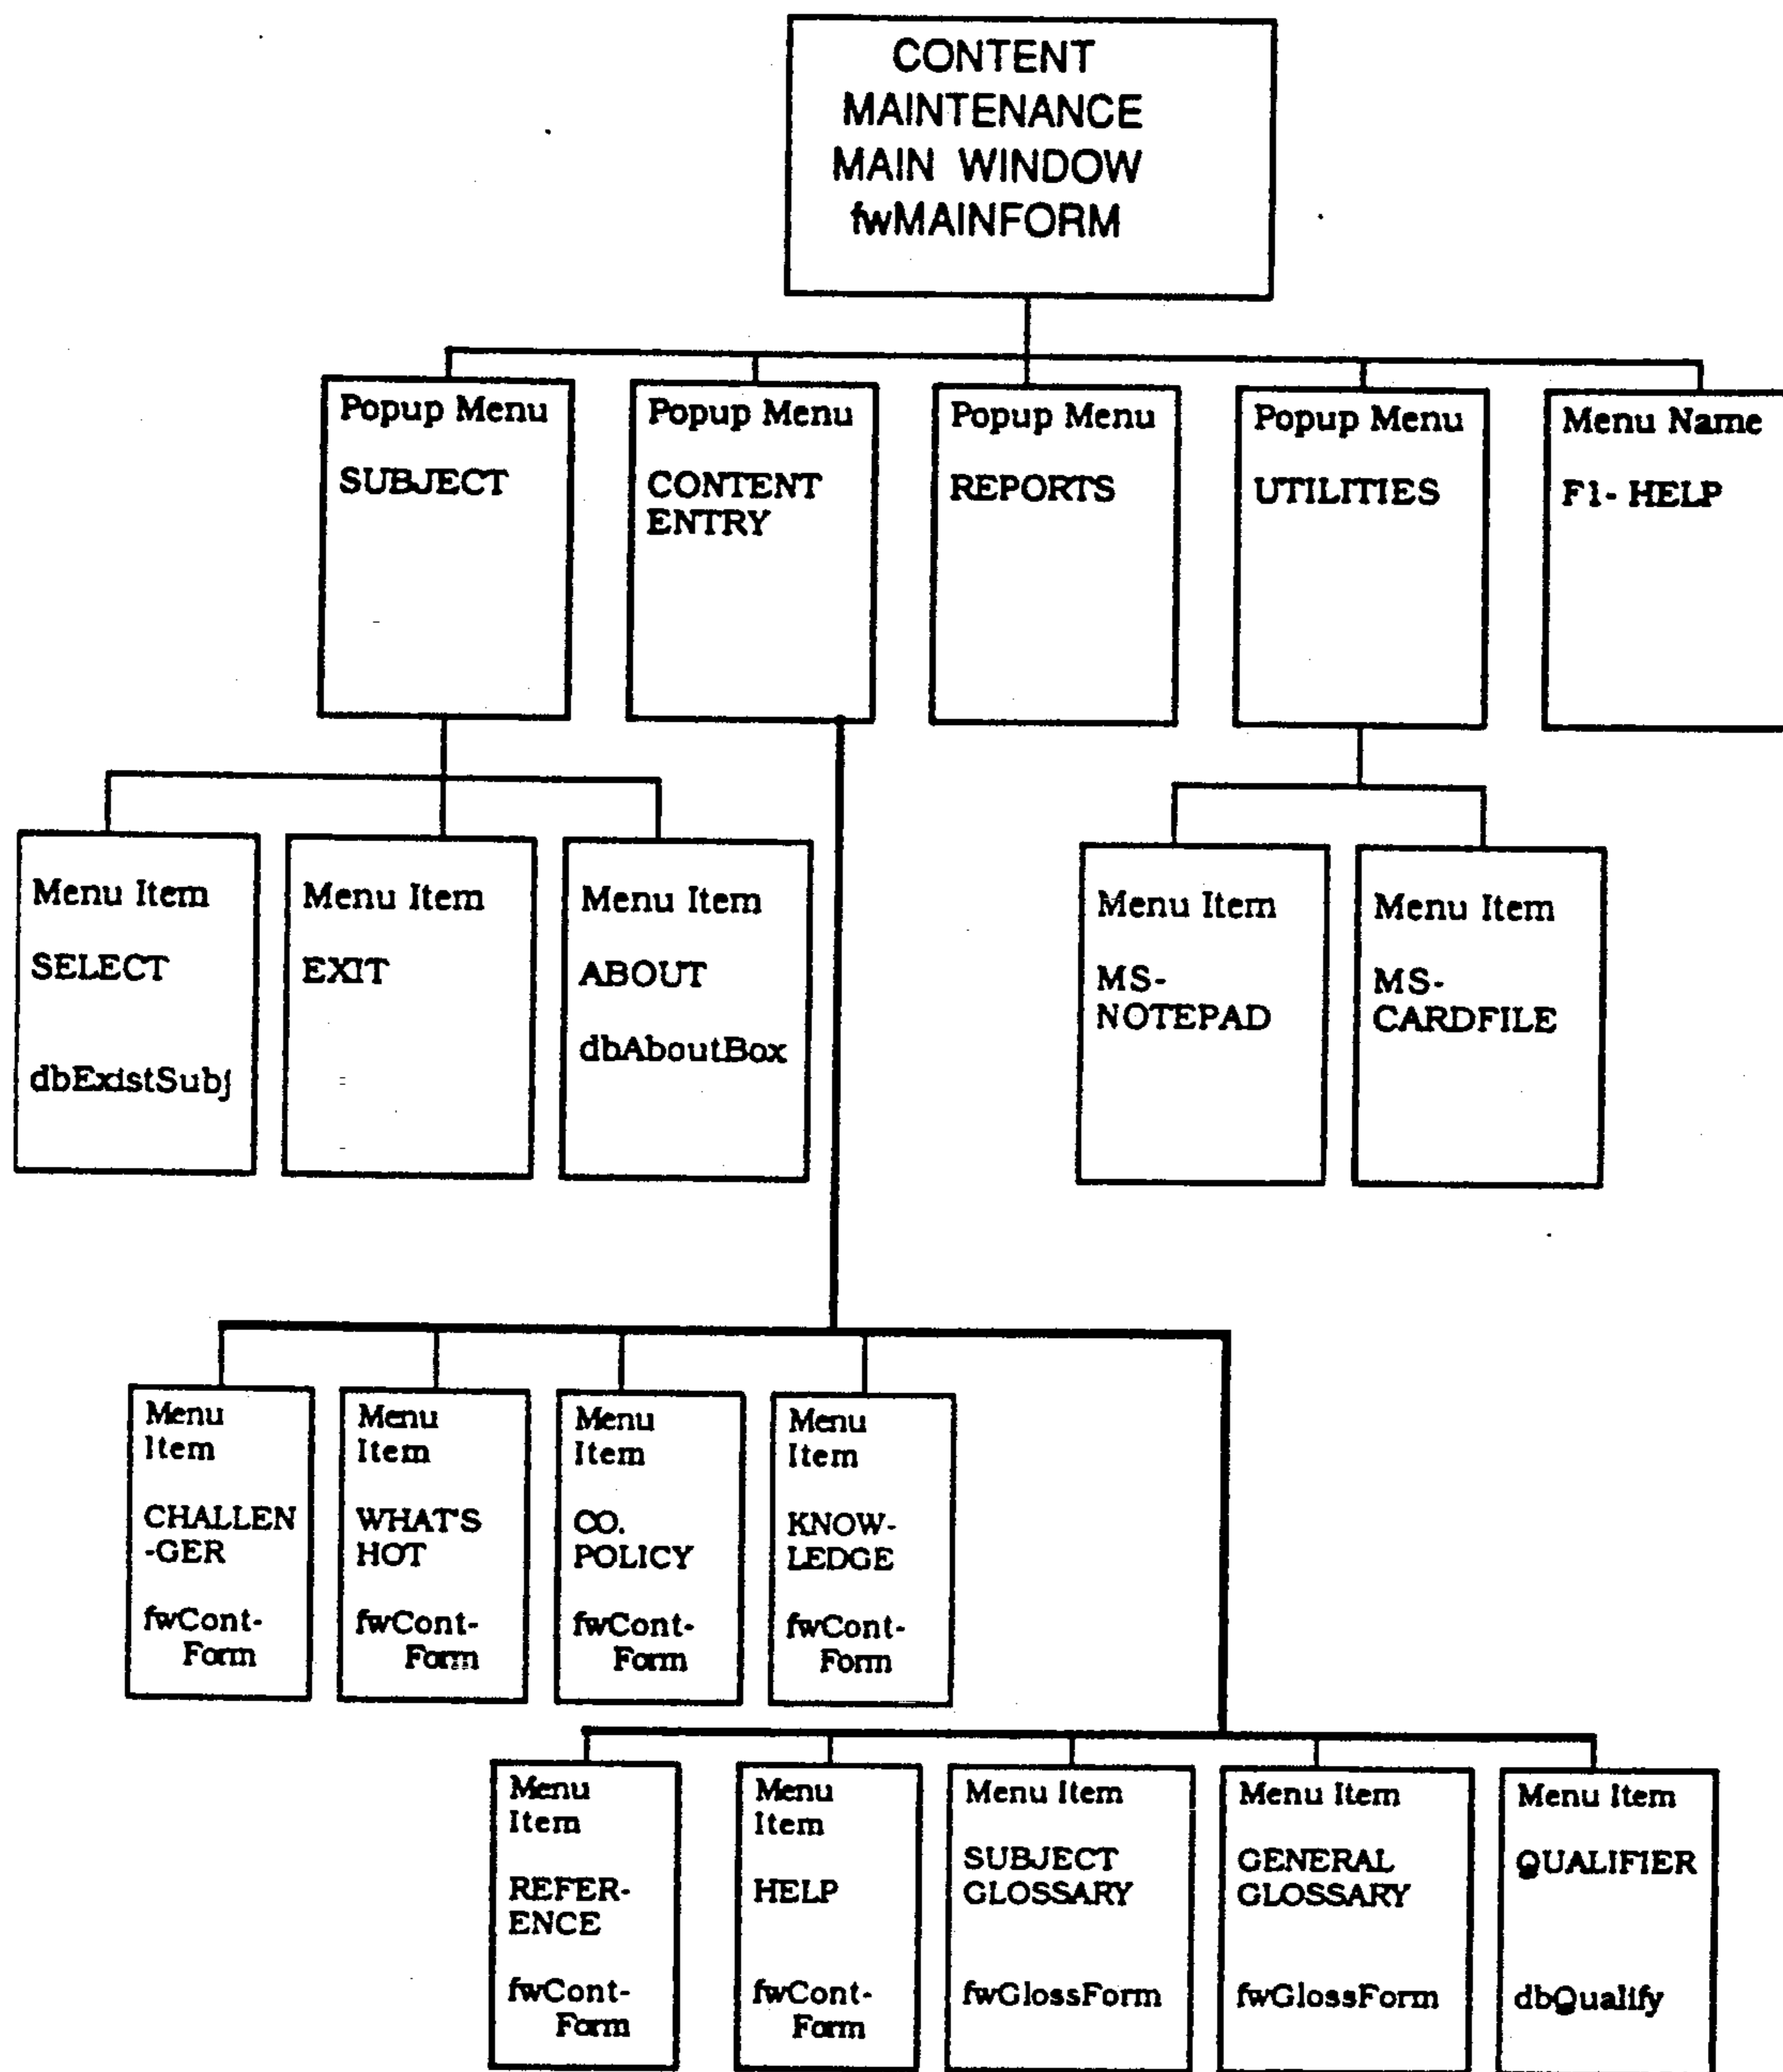 CONTENT
MAINTENANCE
MAIN WINDOW
fwMAINFORM
Popup Menu
SUBJECT
Popup Menu
CONTENT
ENTRY
Popup Menu
REPORTS
Popup Menu
UTILITIES
Menu Name
F1- HELP
Menu Item
SELECT
dbExistSubj
Menu Item
EXIT
Menu Item
ABOUT
dbAboutBox
Menu Item
MS-
NOTEPAD
Menu Item
MS-
CARDFILE
Menu
Item
CHALLEN
-GER
fwCont-
Form
Menu
Item
WHAT'S
HOT
fwCont-
Form
Menu
Item
CO.
POLICY
fwCont-
Form
Menu
Item
KNOW-
LEDGE
fwCont-
Form
Menu
Item
REFER-
ENCE
fwCont-
Form
Menu
Item
HELP
fwCont-
Form
Menu Item
SUBJECT
GLOSSARY
fwGlossForm
Menu Item
GENERAL
GLOSSARY
fwGlossForm
Menu Item
QUALIFIER
dbQualify